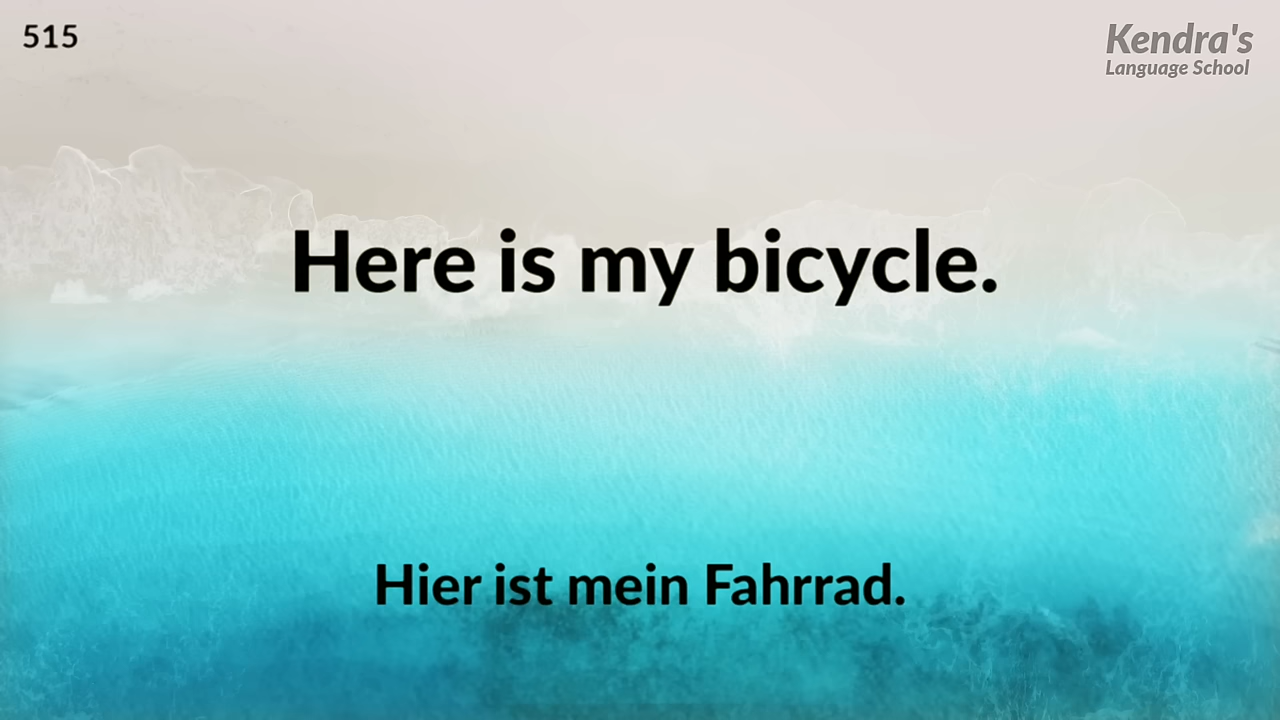 515
Kendra's
Language School
Here is my bicycle.
Hier ist mein Fahrrad.